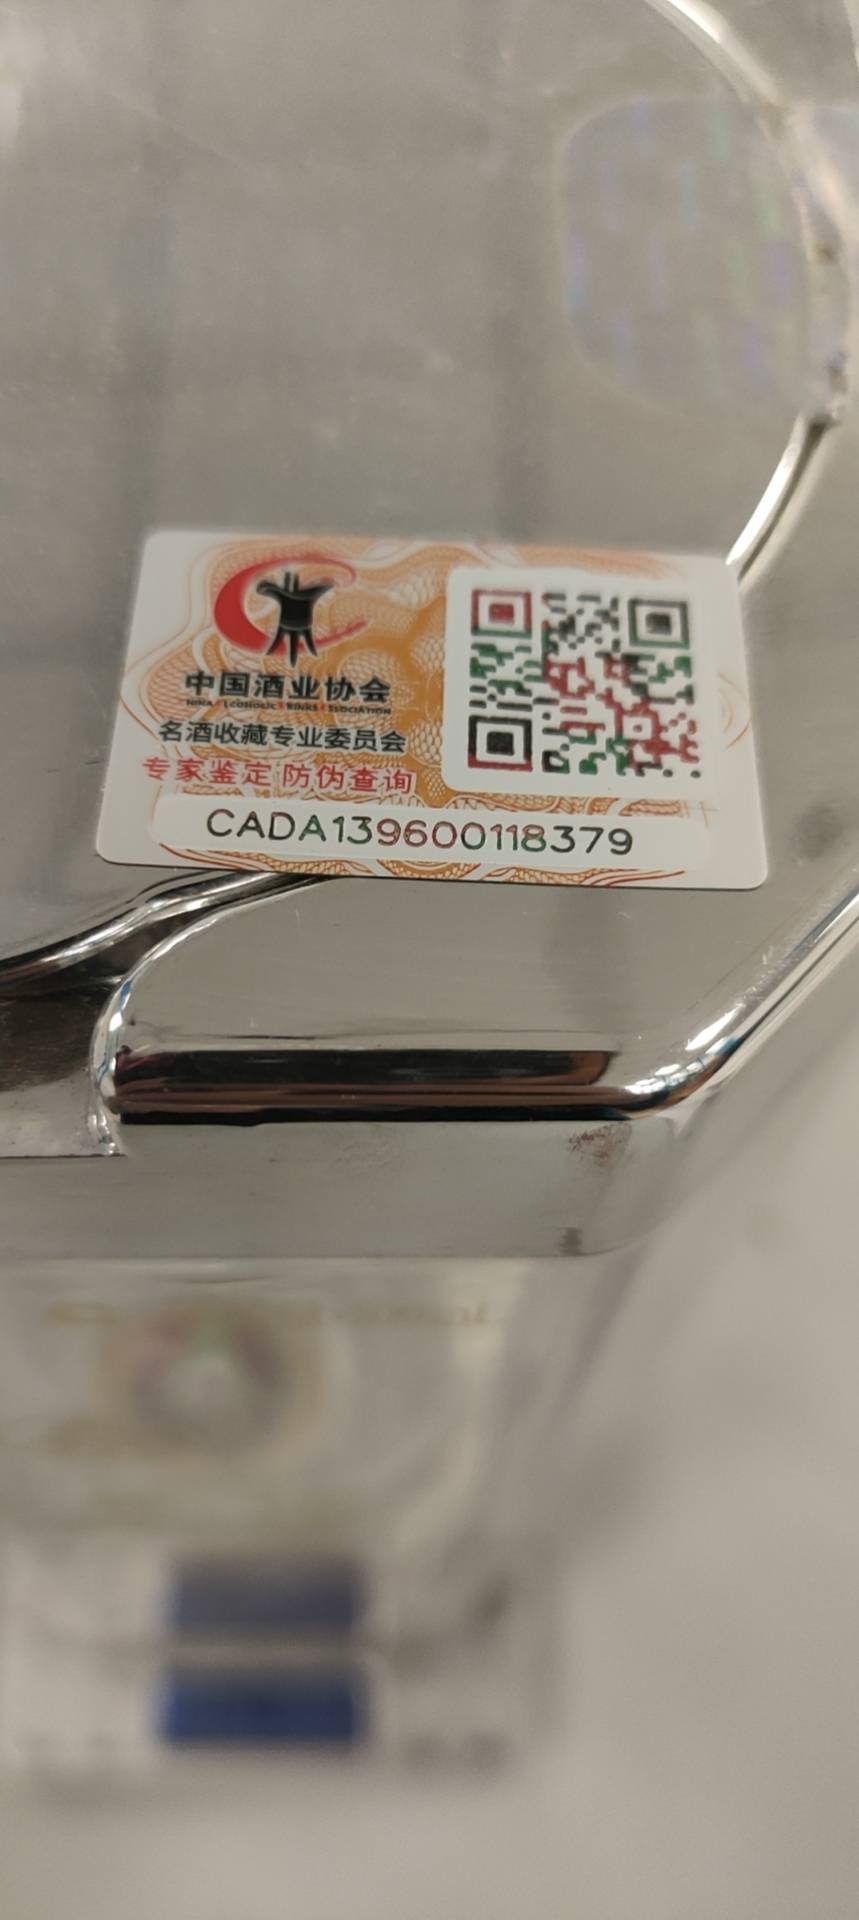 中国酒业协会
名酒收藏专业委员会
专家鉴定 防伪查询
CADA139600118379